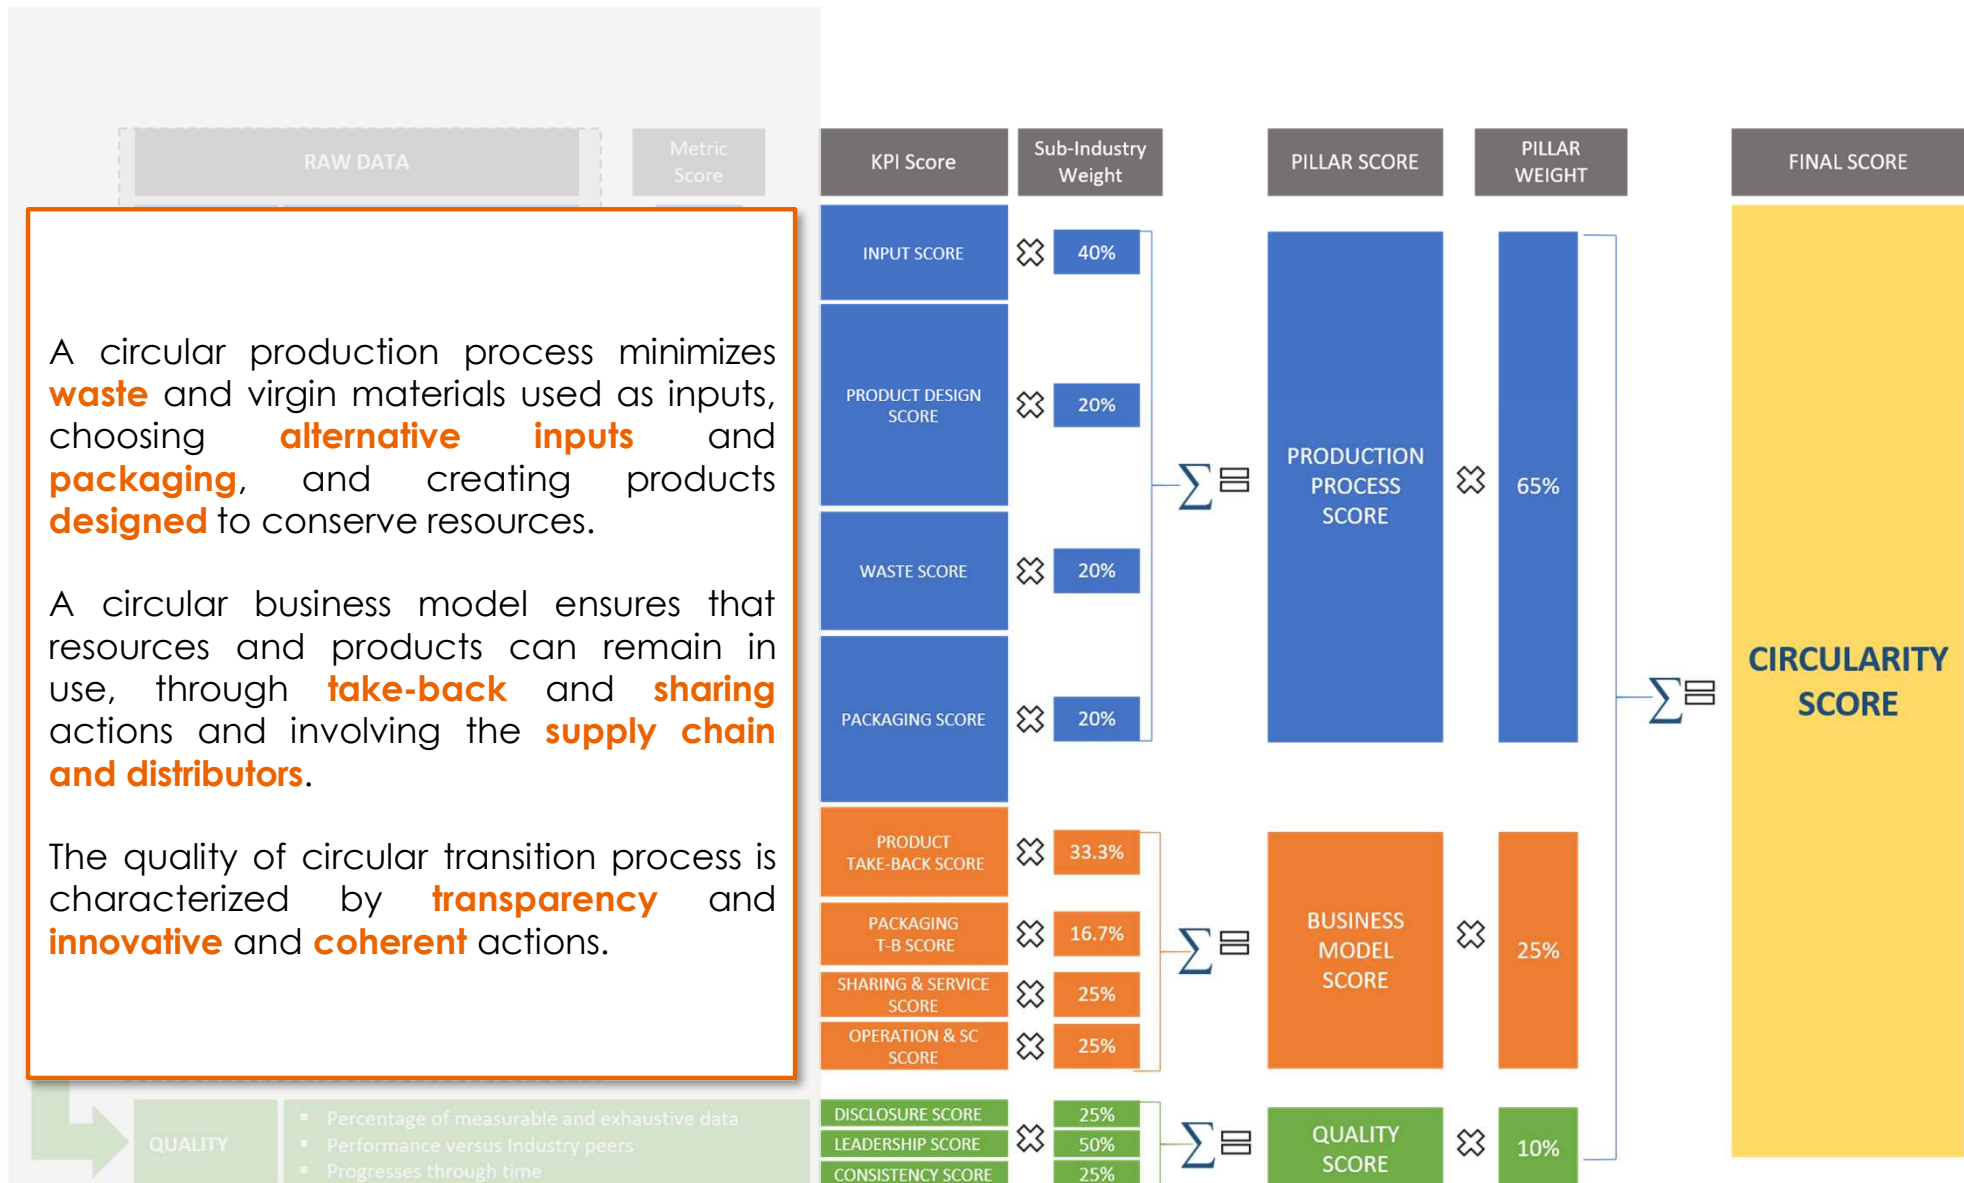 RAW DATA
Metric
Score
KPI Score
Sub-Industry
Weight
PILLAR SCORE
PILLAR
WEIGHT
FINAL SCORE
A circular production process minimizes
waste and virgin materials used as inputs,
choosing alternative inputs and
packaging, and creating products
designed to conserve resources.
A circular business model ensures that
resources and products can remain in
use, through take-back and sharing
actions and involving the supply chain
and distributors.
The quality of circular transition process is
characterized by transparency and
innovative and coherent actions.
INPUT SCORE
40%
PRODUCT DESIGN
SCORE
20%
WASTE SCORE
20%
PACKAGING SCORE
20%
∑ =
PRODUCTION
PROCESS
SCORE
65%
PRODUCT
TAKE-BACK SCORE
33.3%
PACKAGING
T-B SCORE
16.7%
SHARING & SERVICE
SCORE
25%
OPERATION & SC
SCORE
25%
∑ =
BUSINESS
MODEL
SCORE
25%
QUALITY
▪ Percentage of measurable and exhaustive data
▪ Performance versus Industry peers
▪ Progresses through time
DISCLOSURE SCORE
25%
LEADERSHIP SCORE
50%
CONSISTENCY SCORE
25%
∑ =
QUALITY
SCORE
10%
∑ =
CIRCULARITY
SCORE